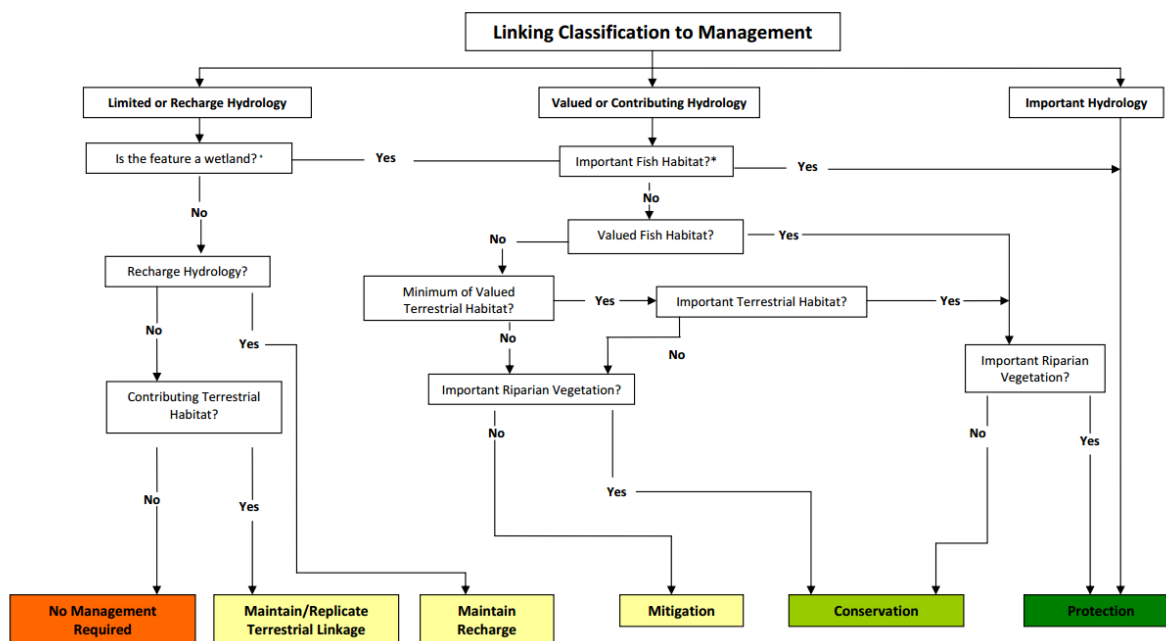 Linking Classification to Management
Limited or Recharge Hydrology
Valued or Contributing Hydrology
Important Hydrology
Is the feature a wetland?*
Yes
Important Fish Habitat?*
Yes
No
No
No
Valued Fish Habitat?
Yes
Recharge Hydrology?
Minimum of Valued
Terrestrial Habitat?
Yes
Important Terrestrial Habitat?
Yes
No
Yes
No
No
Important Riparian
Vegetation?
Contributing Terrestrial
Habitat?
Important Riparian Vegetation?
No
No
Yes
No
Yes
Yes
No Management
Required
Maintain/Replicate
Terrestrial Linkage
Maintain
Recharge
Mitigation
Conservation
Protection